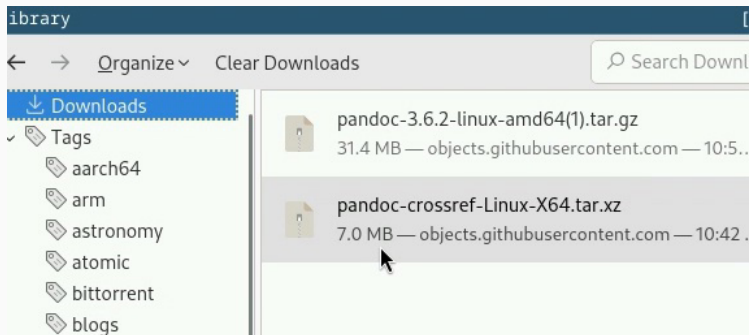 ibrary
Organize
Clear Downloads
Search Downl
Downloads
Tags
aarch64
arm
astronomy
atomic
bittorrent
blogs
pandoc-3.6.2-linux-amd64(1).tar.gz
31.4 MB — objects.githubusercontent.com — 10:5…
pandoc-crossref-Linux-X64.tar.xz
7.0 MB — objects.githubusercontent.com — 10:42 .